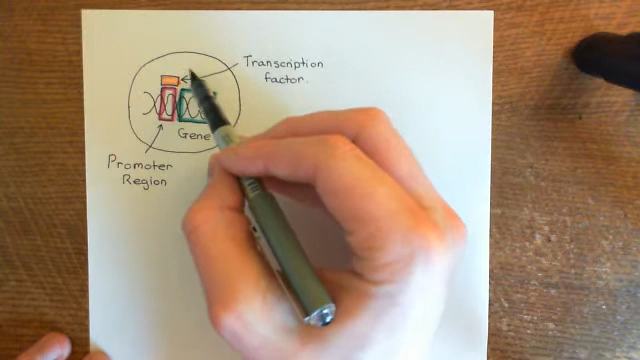 Transcription
factor.
Gene
Promoter
Region